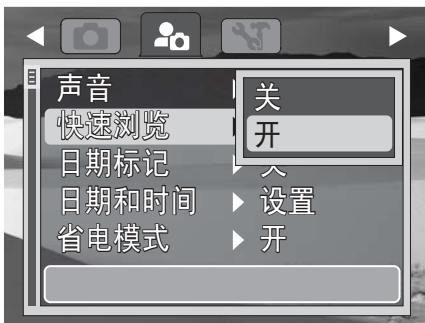 声音
关
快速浏览
开
日期标记
日期和时间 设置
省电模式 开